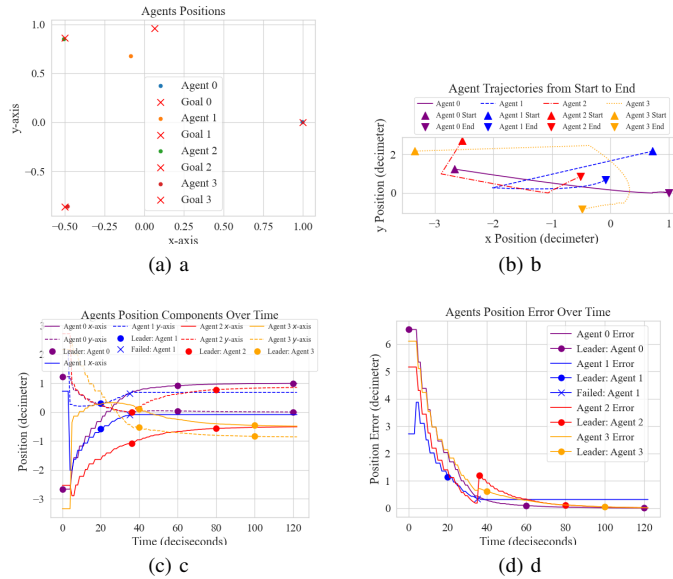 Agents Positions
1.0
0.5
0.0
−0.5
y-axis
Agent 0
Goal 0
Agent 1
Goal 1
Agent 2
Goal 2
Agent 3
Goal 3
−0.50 −0.25 0.00 0.25 0.50 0.75 1.00
x-axis
(a) a
Agent Trajectories from Start to End
Agent 0 Agent 1 Agent 2 Agent 3
Agent 0 Start Agent 1 Start Agent 2 Start Agent 3 Start
Agent 0 End Agent 1 End Agent 2 End Agent 3 End
y Position (decimeter)
2
0
−3 −2 −1 0 1
x Position (decimeter)
(b) b
Agents Position Components Over Time
Agent 0 x-axis Agent 1 y-axis Agent 2 x-axis Agent 3 x-axis
Agent 0 y-axis Leader: Agent 1 Agent 2 y-axis Agent 3 y-axis
Leader: Agent 0 Failed: Agent 1 Leader: Agent 2 Leader: Agent 3
Agent 1 x-axis
Position (decimeter)
1
0
−1
−2
−3
0 20 40 60 80 100 120
Time (deciseconds)
(c) c
Agents Position Error Over Time
Agent 0 Error
Leader: Agent 0
Agent 1 Error
Leader: Agent 1
Failed: Agent 1
Agent 2 Error
Leader: Agent 2
Agent 3 Error
Leader: Agent 3
Position Error (decimeter)
6
5
4
3
2
1
0
0 20 40 60 80 100 120
Time (deciseconds)
(d) d